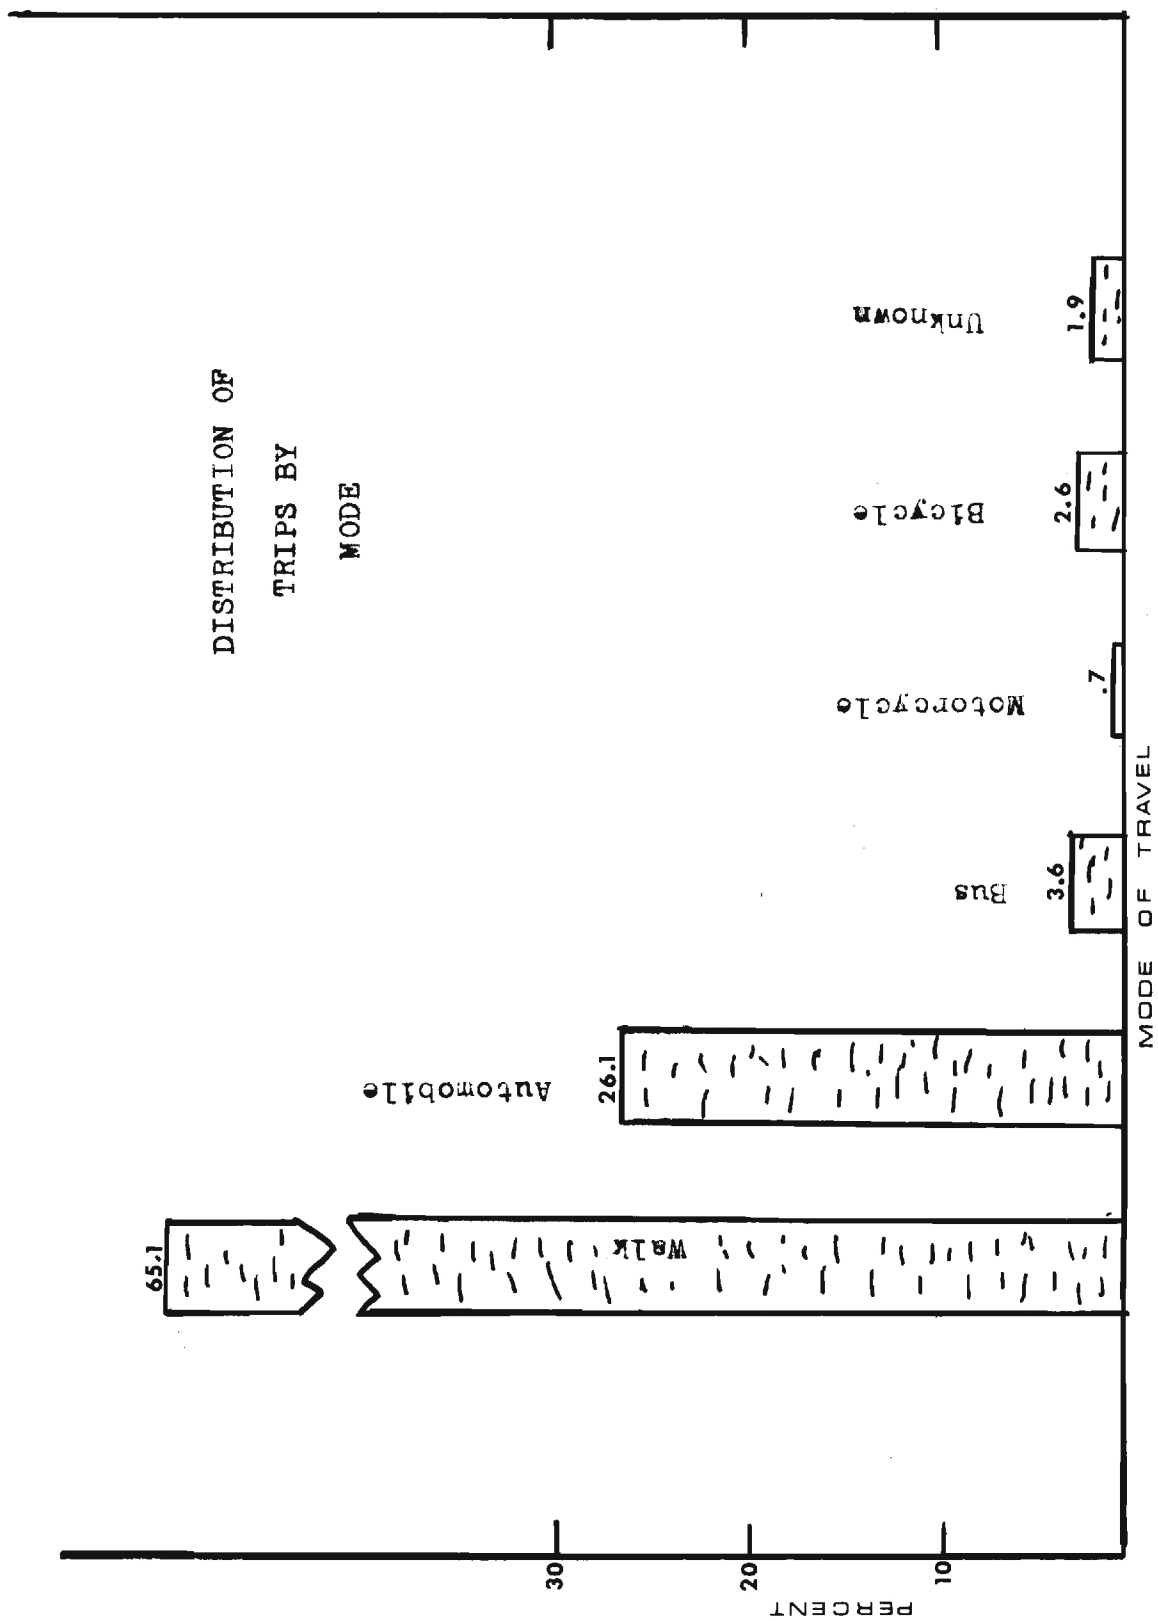 DISTRIBUTION OF
TRIPS BY
MODE
PERCENT
30
20
10
65.1
Walk
Automobile
26.1
Bus
3.6
Motorcycle
.7
Bicycle
2.6
Unknown
1.9
MODE OF TRAVEL